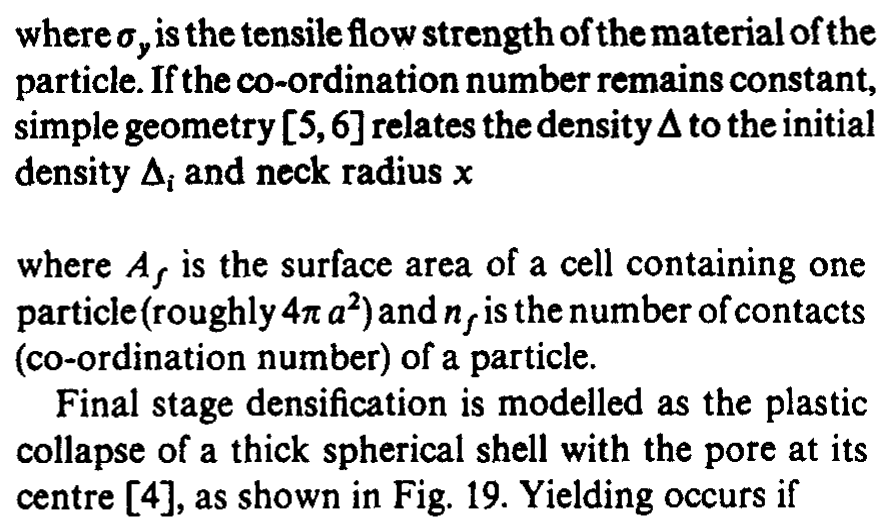 where σ_y is the tensile flow strength of the material of the
particle. If the co-ordination number remains constant,
simple geometry [5, 6] relates the density Δ to the initial
density Δ_i and neck radius x
where A_f is the surface area of a cell containing one
particle (roughly 4π a²) and n_f is the number of contacts
(co-ordination number) of a particle.
Final stage densification is modelled as the plastic
collapse of a thick spherical shell with the pore at its
centre [4], as shown in Fig. 19. Yielding occurs if